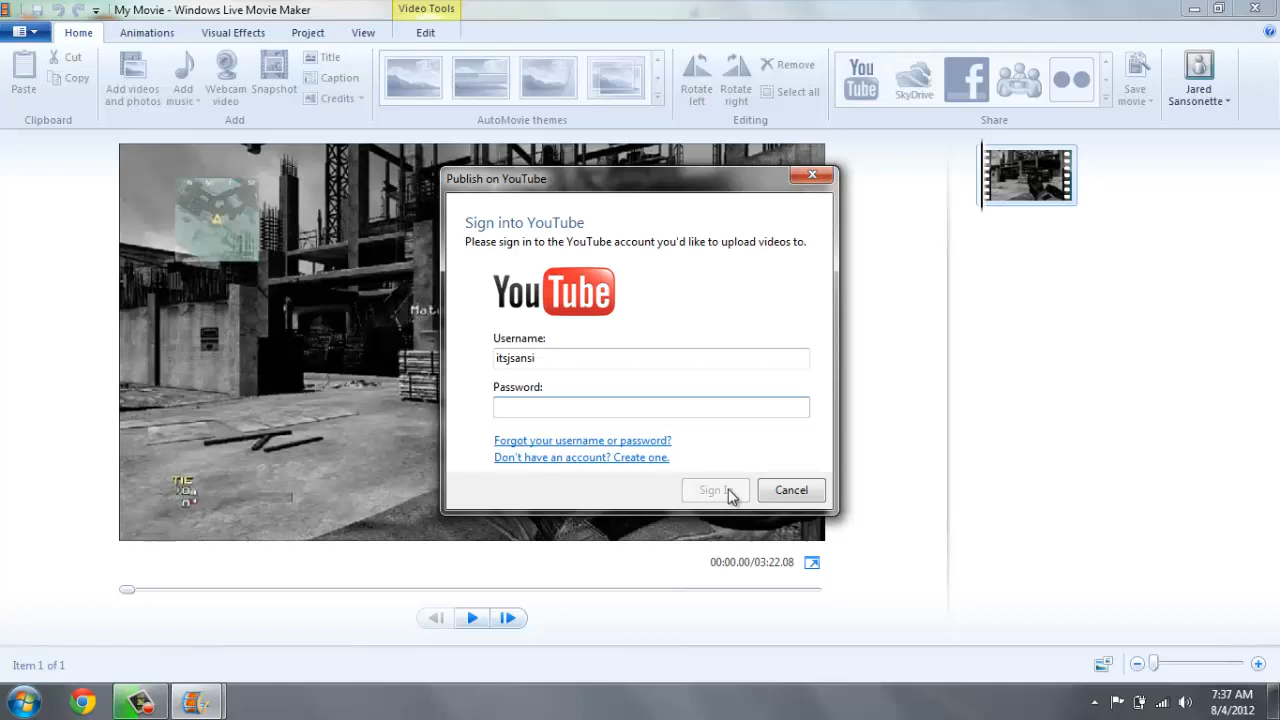 My Movie - Windows Live Movie Maker
Video Tools
Home Animations Visual Effects Project View Edit
Paste
Cut
Copy
Clipboard
Add videos and photos
Add music
Webcam video
Snapshot
Title
Caption
Credits
Add
AutoMovie themes
Rotate left
Rotate right
Remove
Select all
Editing
You Tube
SkyDrive
f
Share
Save movie
Jared Sansonette
Publish on YouTube
Sign into YouTube
Please sign in to the YouTube account you'd like to upload videos to.
YouTube
Username:
itsjsansi
Password:
Forgot your username or password?
Don't have an account? Create one.
Sign
Cancel
00:00.00/03:22.08
Item 1 of 1
7:37 AM
8/4/2012